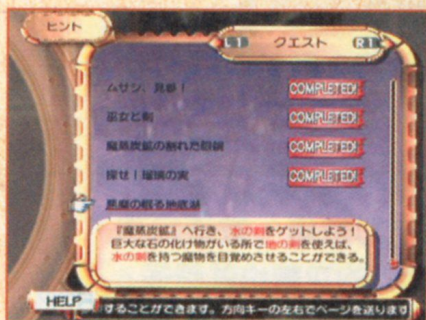 ヒント
L1 クエスト R1
ムサシ、見参！ COMPLETED!
巫女と剣 COMPLETED!
魔蒸炭鉱の割れた巨鏡 COMPLETED!
探せ！瑠璃の実 COMPLETED!
悪魔の眠る地底湖
『魔蒸炭鉱』へ行き、水の剣をゲットしよう！
巨大な石の化け物がいる所で地の剣を使えば、
水の剣を持つ魔物を目覚めさせることができる。
HELP することができます。方向キーの左右でページを送ります